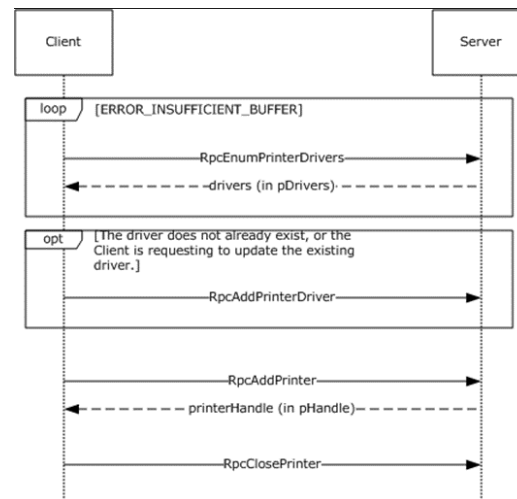 Client
Server
loop
[ERROR_INSUFFICIENT_BUFFER]
RpcEnumPrinterDrivers
drivers (in pDrivers)
opt
[The driver does not already exist, or the
Client is requesting to update the existing
driver.]
RpcAddPrinterDriver
RpcAddPrinter
printerHandle (in pHandle)
RpcClosePrinter